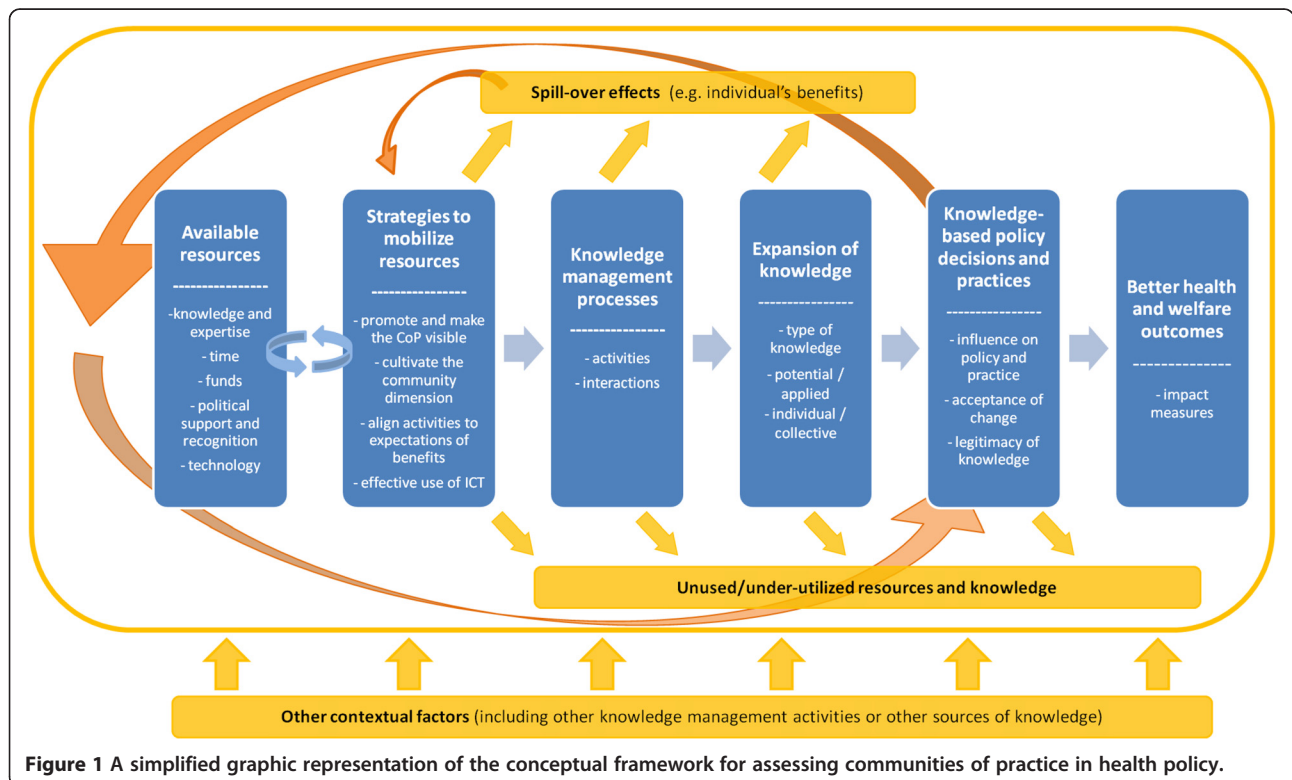 Spill-over effects (e.g. individual's benefits)
Available
resources
----------------
-knowledge and
expertise
- time
- funds
- political
support and
recognition
- technology
Strategies to
mobilize
resources
----------------
- promote and make
the CoP visible
- cultivate the
community
dimension
- align activities to
expectations of
benefits
- effective use of ICT
Knowledge
management
processes
----------------
- activities
- interactions
Expansion of
knowledge
----------------
- type of
knowledge
- potential /
applied
- individual /
collective
Knowledge-
based policy
decisions and
practices
----------------
- influence on
policy and
practice
- acceptance of
change
- legitimacy of
knowledge
Better health
and welfare
outcomes
---------------
- impact
measures
Unused/under-utilized resources and knowledge
Other contextual factors (including other knowledge management activities or other sources of knowledge)
Figure 1 A simplified graphic representation of the conceptual framework for assessing communities of practice in health policy.